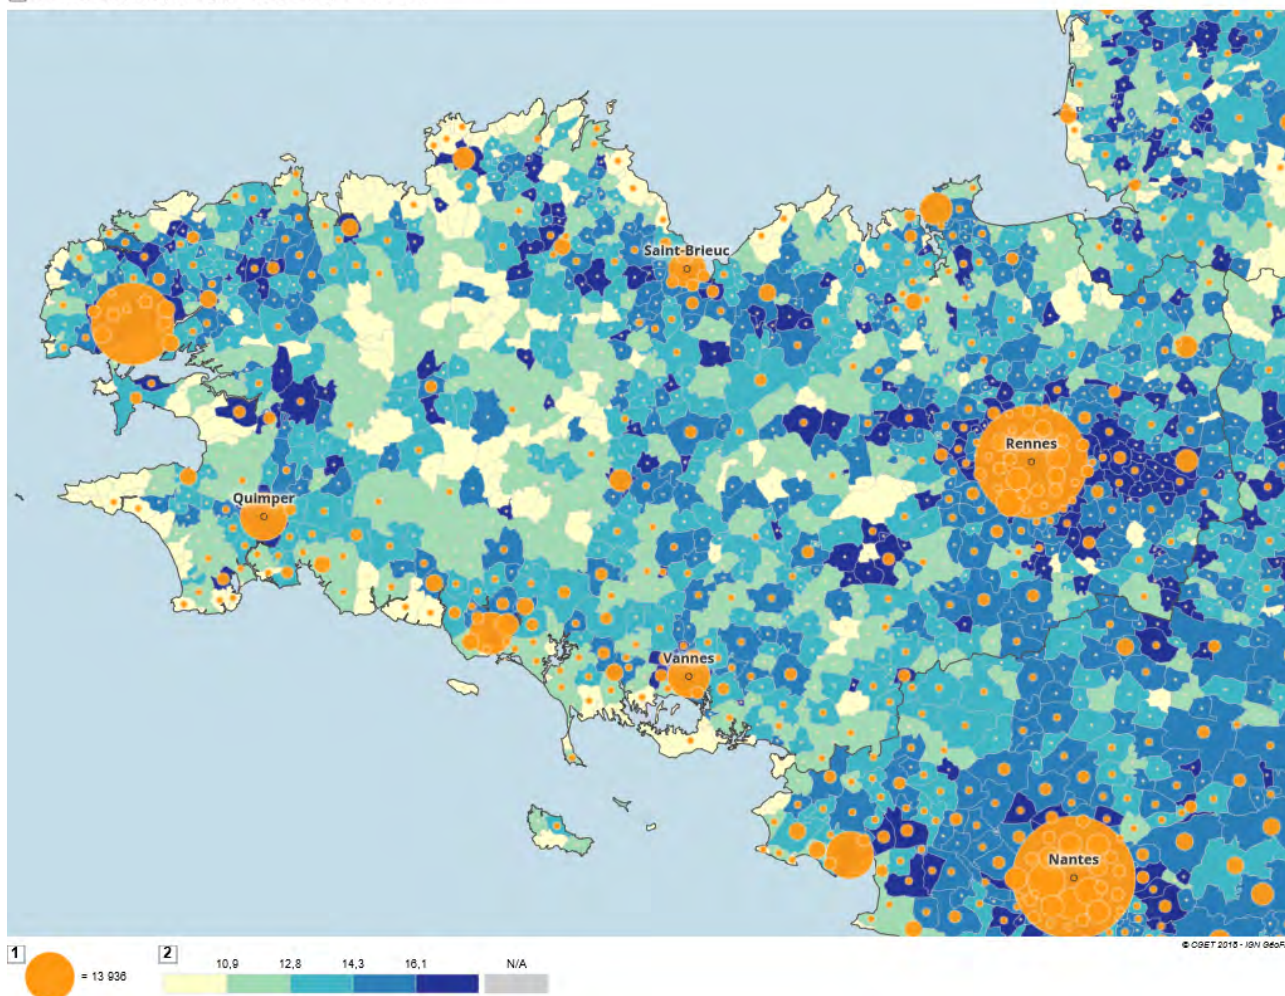 Saint-Brieuc
Rennes
Quimper
Vannes
Nantes
© CGET 2018 - IGN GéoF
1
= 13 936
2
10,9 12,8 14,3 16,1 N/A